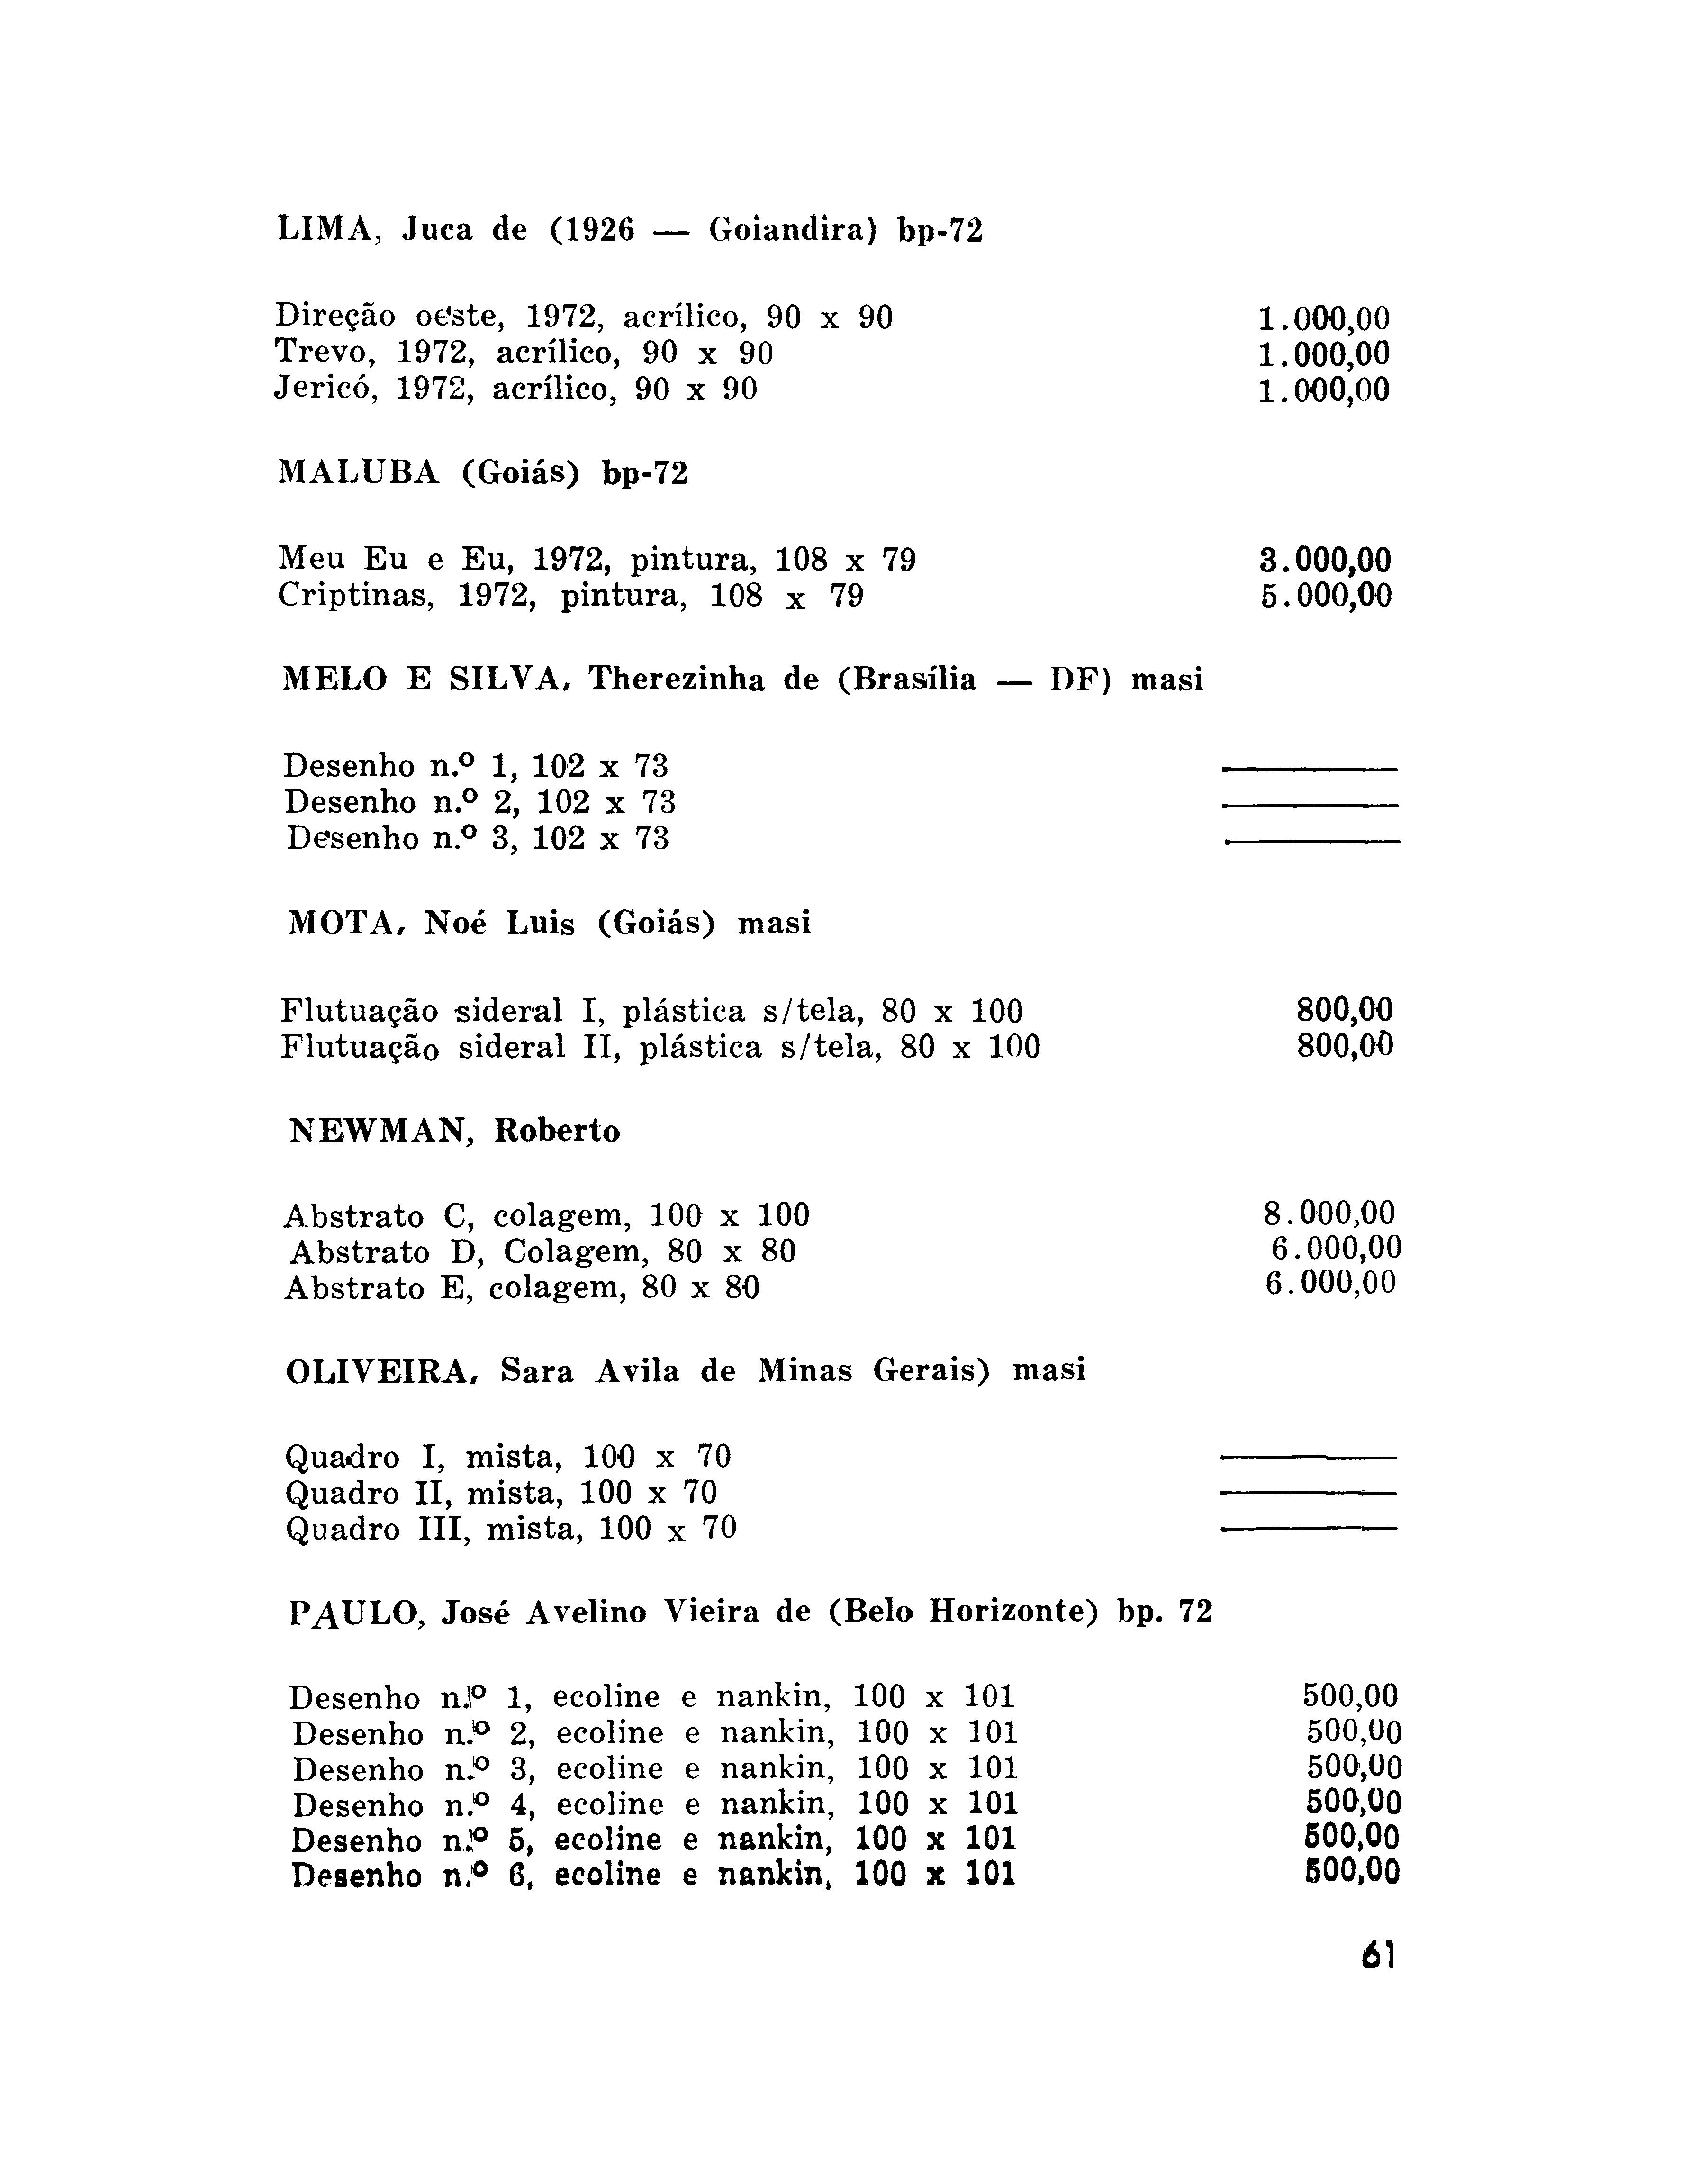 LIMA, Juca de (1926 — Goiandira) bp-72
Direção oeste, 1972, acrílico, 90 x 90 1.000,00
Trevo, 1972, acrílico, 90 x 90 1.000,00
Jericó, 1972, acrílico, 90 x 90 1.000,00
MALUBA (Goiás) bp-72
Meu Eu e Eu, 1972, pintura, 108 x 79 3.000,00
Criptinas, 1972, pintura, 108 x 79 5.000,00
MELO E SILVA, Therezinha de (Brasília — DF) masi
Desenho n.º 1, 102 x 73
Desenho n.º 2, 102 x 73
Desenho n.º 3, 102 x 73
MOTA, Noé Luis (Goiás) masi
Flutuação sideral I, plástica s/tela, 80 x 100 800,00
Flutuação sideral II, plástica s/tela, 80 x 100 800,00
NEWMAN, Roberto
Abstrato C, colagem, 100 x 100 8.000,00
Abstrato D, Colagem, 80 x 80 6.000,00
Abstrato E, colagem, 80 x 80 6.000,00
OLIVEIRA, Sara Avila de Minas Gerais) masi
Quadro I, mista, 100 x 70
Quadro II, mista, 100 x 70
Quadro III, mista, 100 x 70
PAULO, José Avelino Vieira de (Belo Horizonte) bp. 72
Desenho n.º 1, ecoline e nankin, 100 x 101 500,00
Desenho n.º 2, ecoline e nankin, 100 x 101 500,00
Desenho n.º 3, ecoline e nankin, 100 x 101 500,00
Desenho n.º 4, ecoline e nankin, 100 x 101 500,00
Desenho n.º 5, ecoline e nankin, 100 x 101 500,00
Desenho n.º 6, ecoline e nankin, 100 x 101 500,00
61